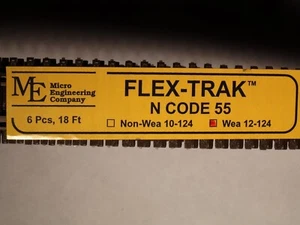 ME Micro Engineering Company
6 Pcs, 18 Ft
FLEX-TRAK™
N CODE 55
Non-Wea 10-124 Wea 12-124